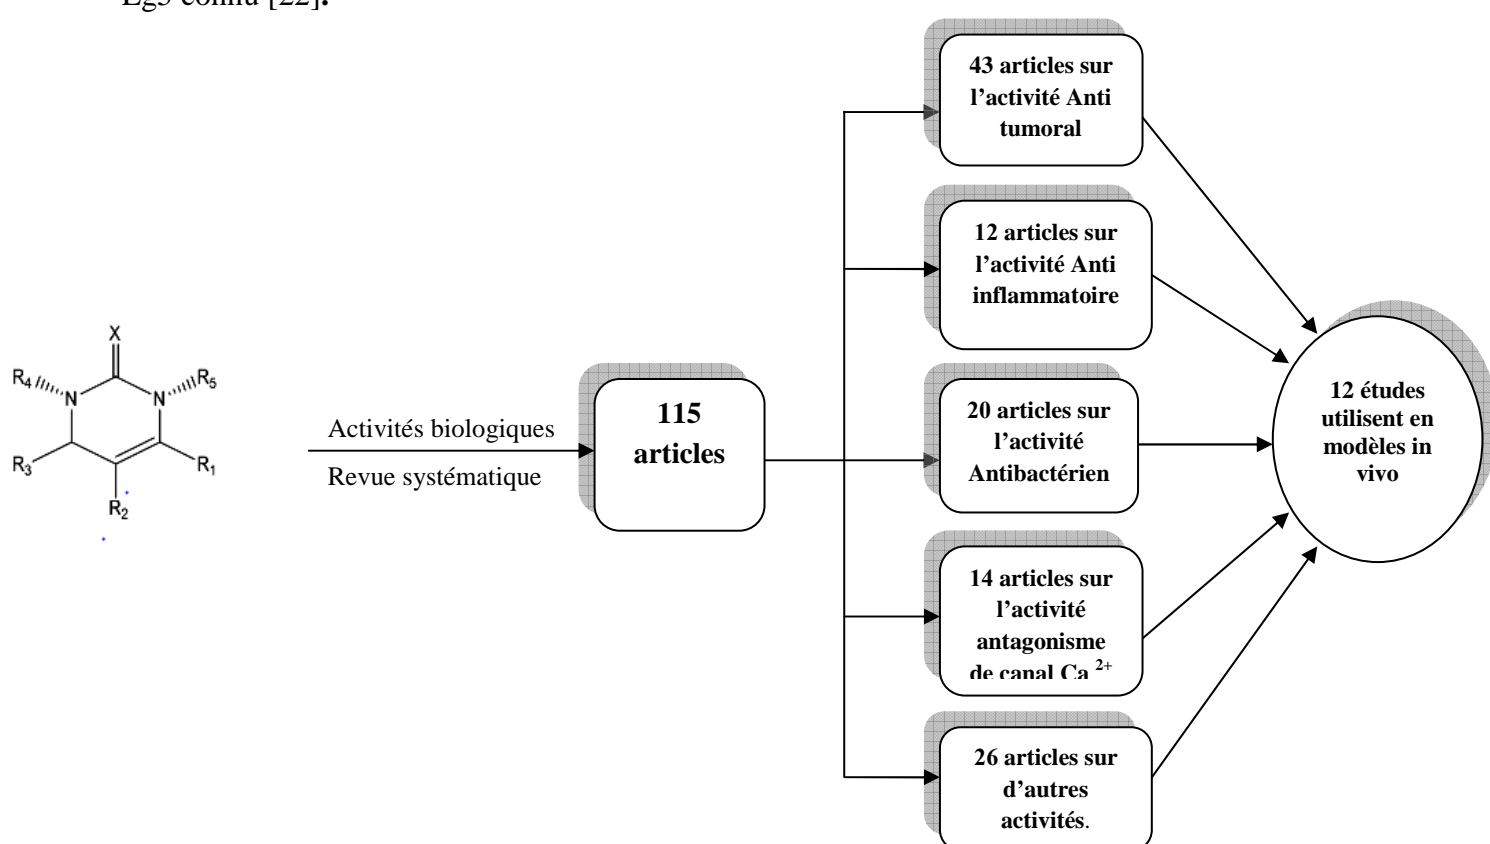 Eg5 connu [22].
43 articles sur
l’activité Anti
tumoral
12 articles sur
l’activité Anti
inflammatoire
X
R4
R5
N
N
R3
R1
R2
Activités biologiques
Revue systématique
115
articles
20 articles sur
l’activité
Antibactérien
12 études
utilisent en
modèles in
vivo
14 articles sur
l’activité
antagonisme
de canal Ca 2+
26 articles sur
d’autres
activités.